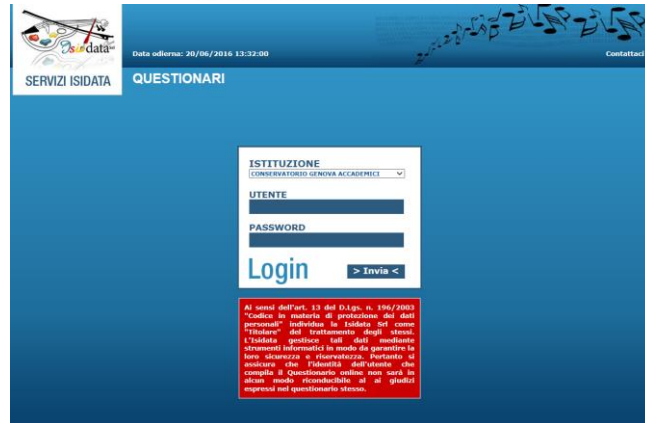 Isidata
Data odierna: 20/06/2016 13:32:00
Contattaci
SERVIZI ISIDATA
QUESTIONARI
ISTITUZIONE
CONSERVATORIO GENOVA ACCADEMICI
UTENTE
PASSWORD
Login
> Invia <
Ai sensi dell'art. 13 del D.Lgs. n. 196/2003
"Codice in materia di protezione dei dati
personali" individua la Isidata Srl come
"Titolare" del trattamento degli stessi.
L'Isidata gestisce tali dati mediante
strumenti informatici in modo da garantire la
loro sicurezza e riservatezza. Pertanto si
assicura che l'identità dell'utente che
compila il Questionario online non sarà in
alcun modo riconducibile al ai giudizi
espressi nel questionario stesso.